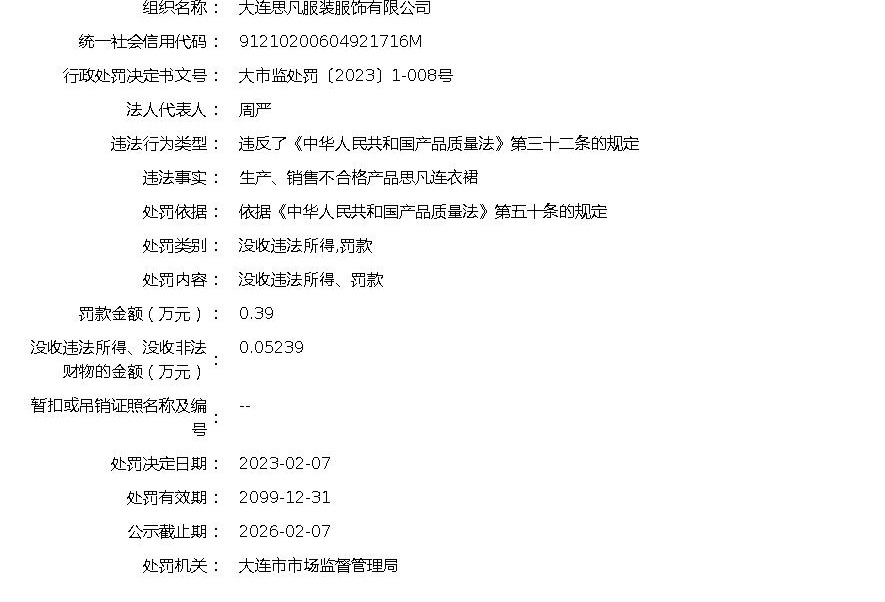 组织名称： 大连思凡服装服饰有限公司
统一社会信用代码： 91210200604921716M
行政处罚决定书文号： 大市监处罚〔2023〕1-008号
法人代表人： 周严
违法行为类型： 违反了《中华人民共和国产品质量法》第三十二条的规定
违法事实： 生产、销售不合格产品思凡连衣裙
处罚依据： 依据《中华人民共和国产品质量法》第五十条的规定
处罚类别： 没收违法所得,罚款
处罚内容： 没收违法所得、罚款
罚款金额（万元）： 0.39
没收违法所得、没收非法
财物的金额（万元）： 0.05239
暂扣或吊销证照名称及编
号： --
处罚决定日期： 2023-02-07
处罚有效期： 2099-12-31
公示截止期： 2026-02-07
处罚机关： 大连市市场监督管理局